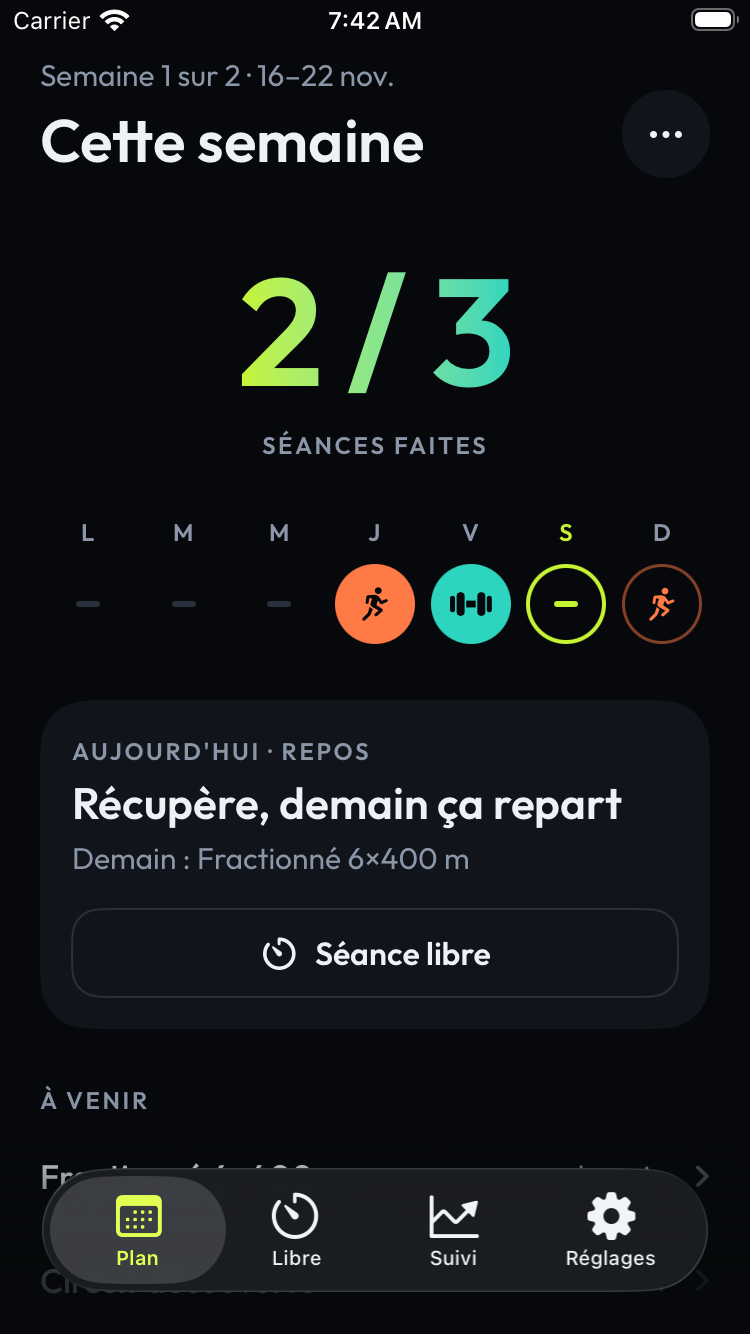 Carrier 7:42 AM
Semaine 1 sur 2 · 16–22 nov.
Cette semaine
2 / 3
SÉANCES FAITES
L M M J V S D
AUJOURD'HUI · REPOS
Récupère, demain ça repart
Demain : Fractionné 6×400 m
Séance libre
À VENIR
Plan Libre Suivi Réglages